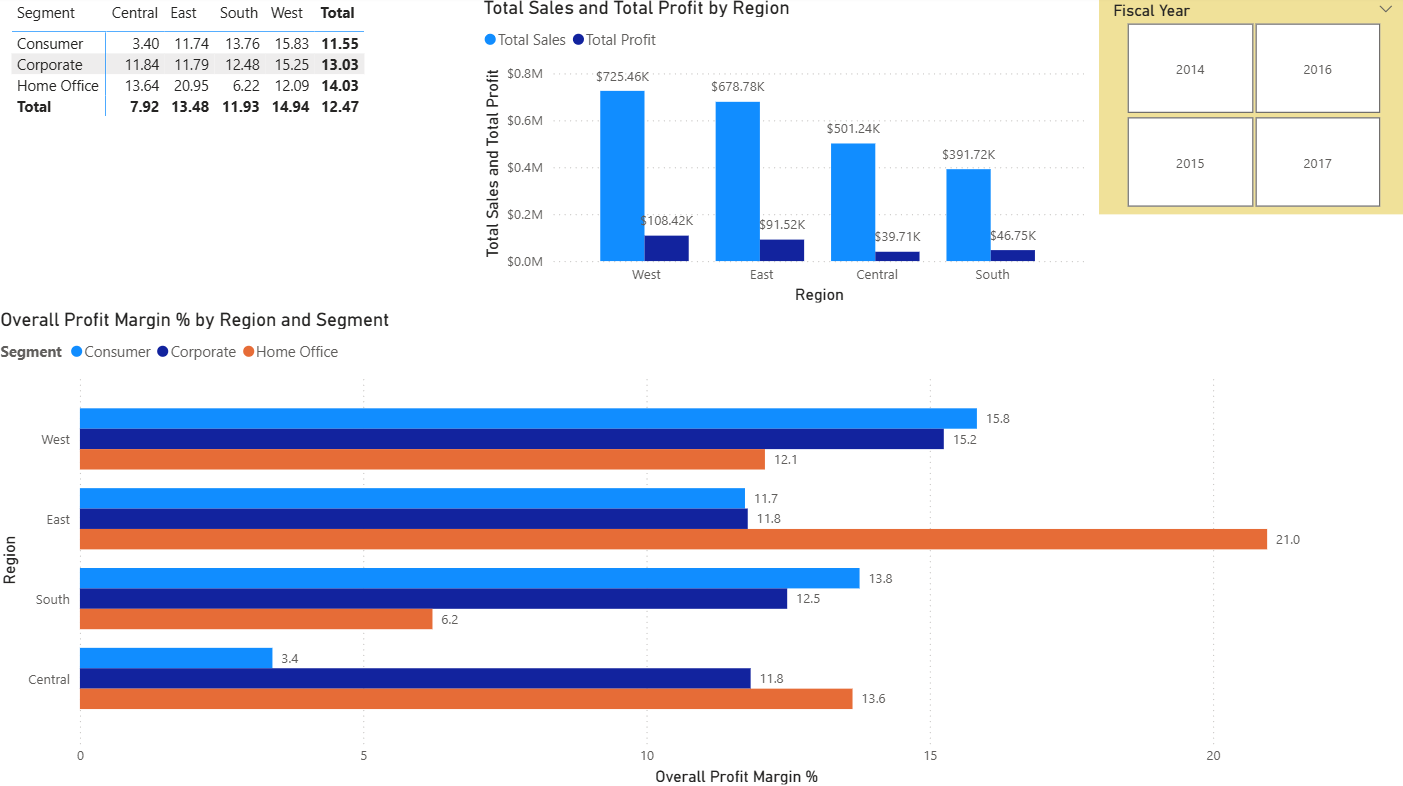 Segment Central East South West Total
Consumer 3.40 11.74 13.76 15.83 11.55
Corporate 11.84 11.79 12.48 15.25 13.03
Home Office 13.64 20.95 6.22 12.09 14.03
Total 7.92 13.48 11.93 14.94 12.47
Total Sales and Total Profit by Region
Total Sales Total Profit
Total Sales and Total Profit
$0.8M
$0.6M
$0.4M
$0.2M
$0.0M
$725.46K
$108.42K
$678.78K
$91.52K
$501.24K
$39.71K
$391.72K
$46.75K
West East Central South
Region
Fiscal Year
2014 2016
2015 2017
Overall Profit Margin % by Region and Segment
Segment Consumer Corporate Home Office
Region
West
15.8
15.2
12.1
East
11.7
11.8
21.0
South
13.8
12.5
6.2
Central
3.4
11.8
13.6
0 5 10 15 20
Overall Profit Margin %